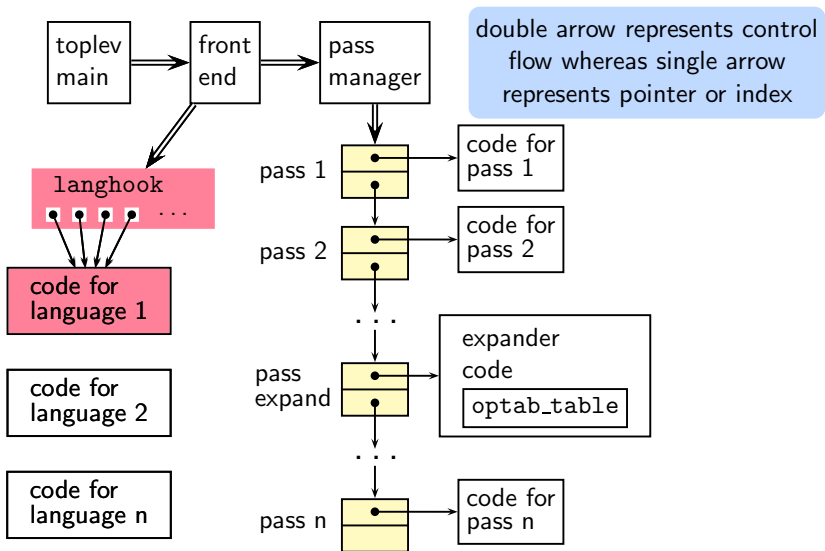 toplev
main
front
end
pass
manager
double arrow represents control
flow whereas single arrow
represents pointer or index
langhook
. . .
code for
language 1
code for
language 2
code for
language n
pass 1
code for
pass 1
pass 2
code for
pass 2
. . .
pass
expand
expander
code
optab_table
. . .
pass n
code for
pass n